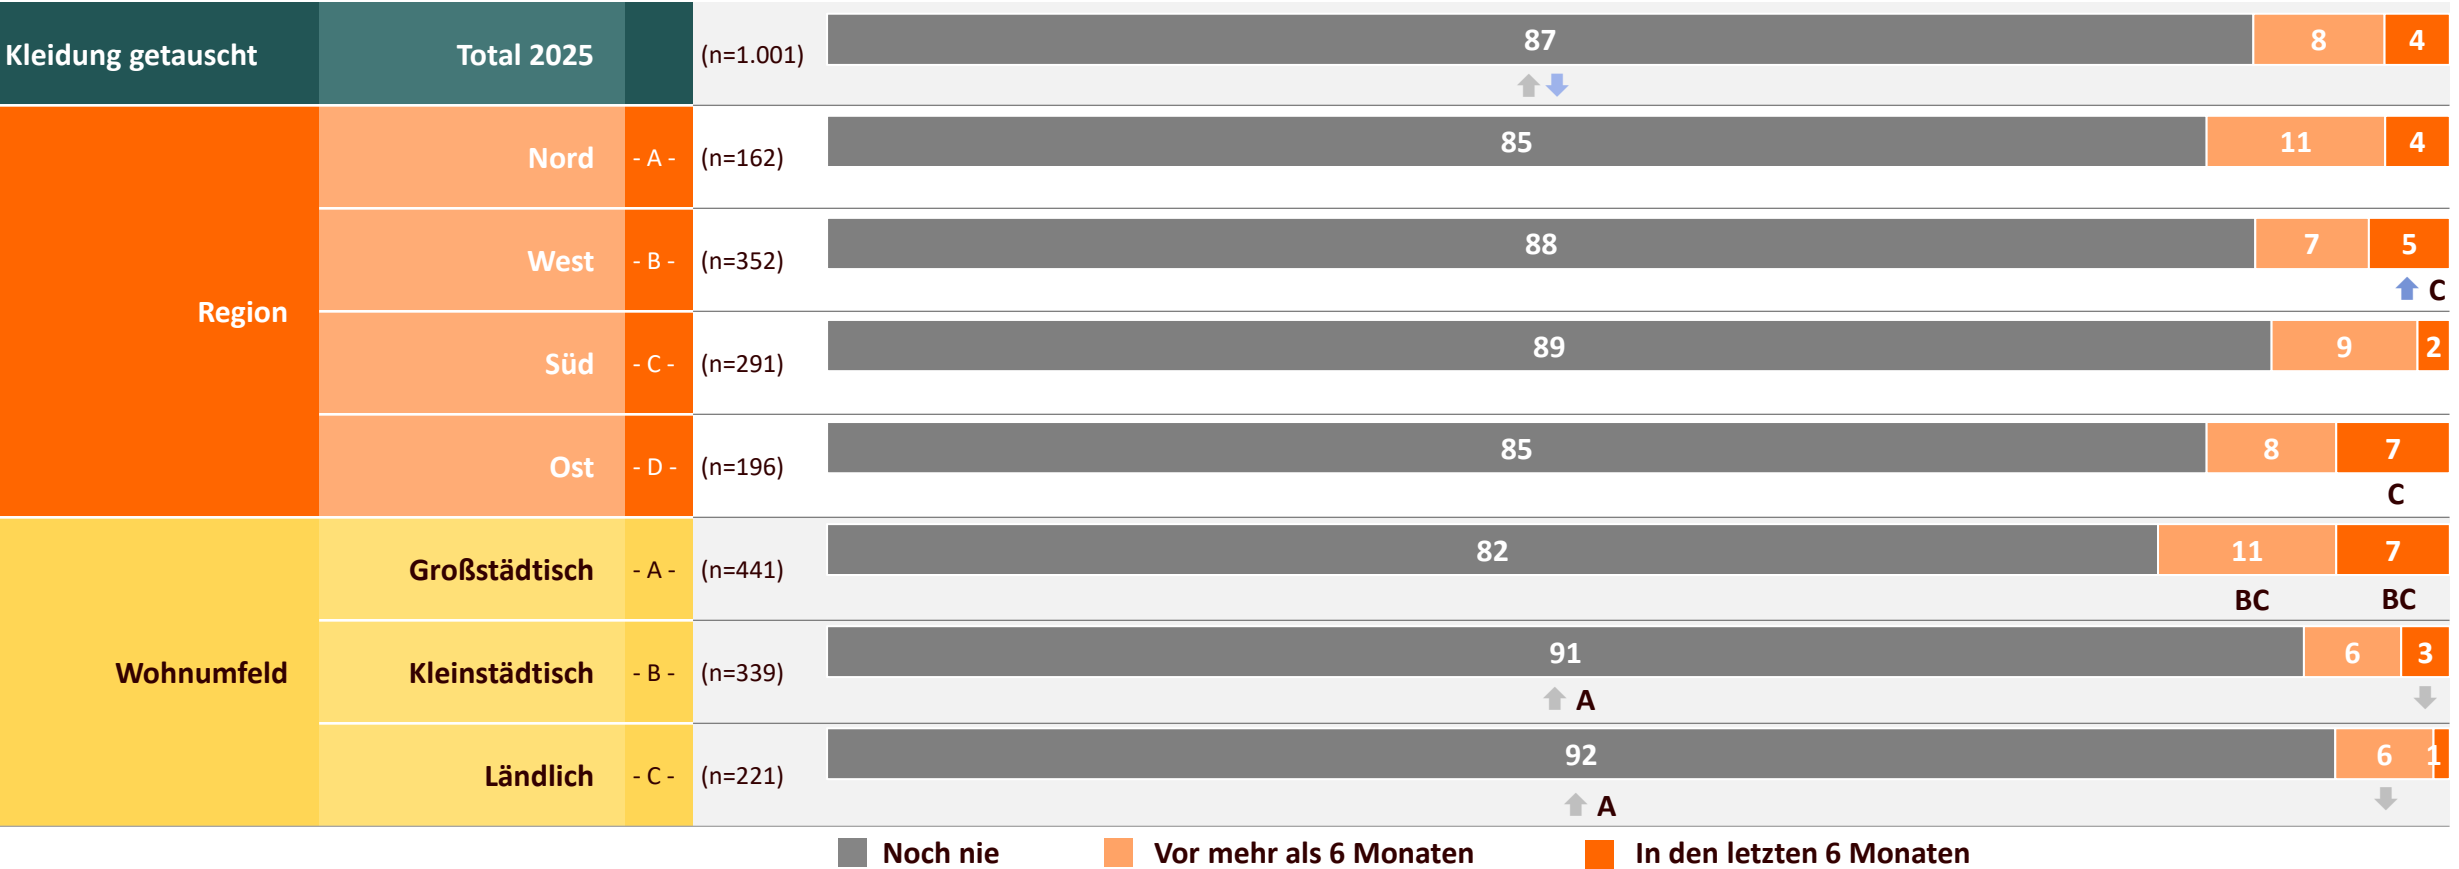 Kleidung getauscht Total 2025 (n=1.001) 87 8 4
Region
Nord - A - (n=162) 85 11 4
West - B - (n=352) 88 7 5
C
Süd - C - (n=291) 89 9 2
Ost - D - (n=196) 85 8 7
C
Wohnumfeld
Großstädtisch - A - (n=441) 82 11 7
BC BC
Kleinstädtisch - B - (n=339) 91 6 3
A
Ländlich - C - (n=221) 92 6 1
A
Noch nie Vor mehr als 6 Monaten In den letzten 6 Monaten